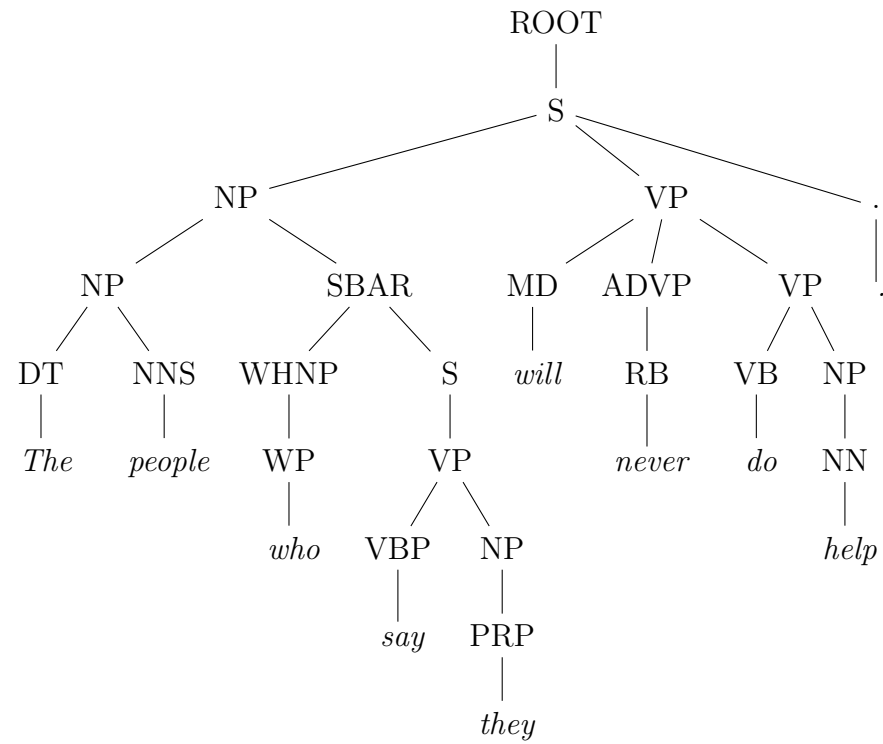 ROOT
S
NP VP .
NP SBAR MD ADVP VP .
DT NNS WHNP S will RB VB NP
The people WP VP never do NN
who VBP NP help
say PRP
they